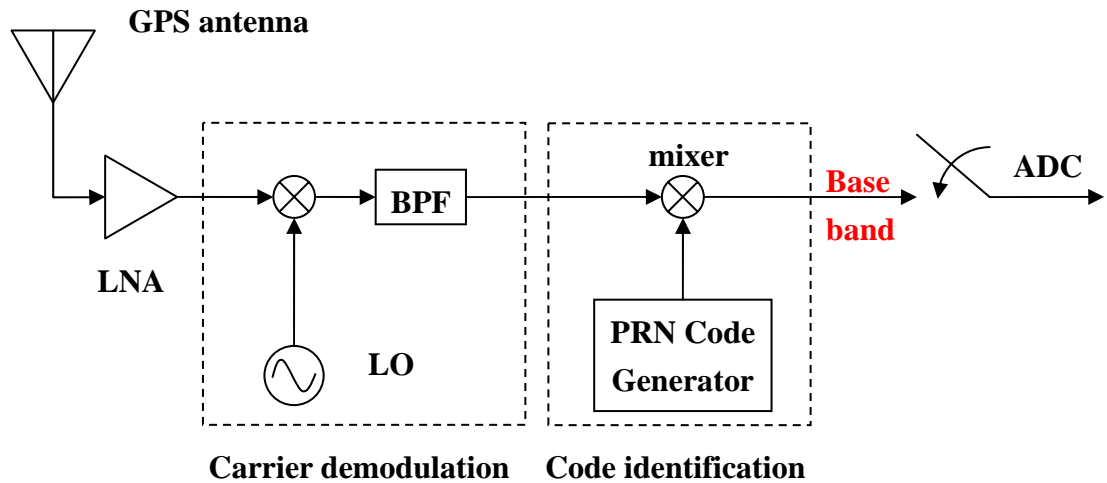 GPS antenna
mixer
ADC
Base
band
BPF
LNA
LO
PRN Code
Generator
Carrier demodulation
Code identification